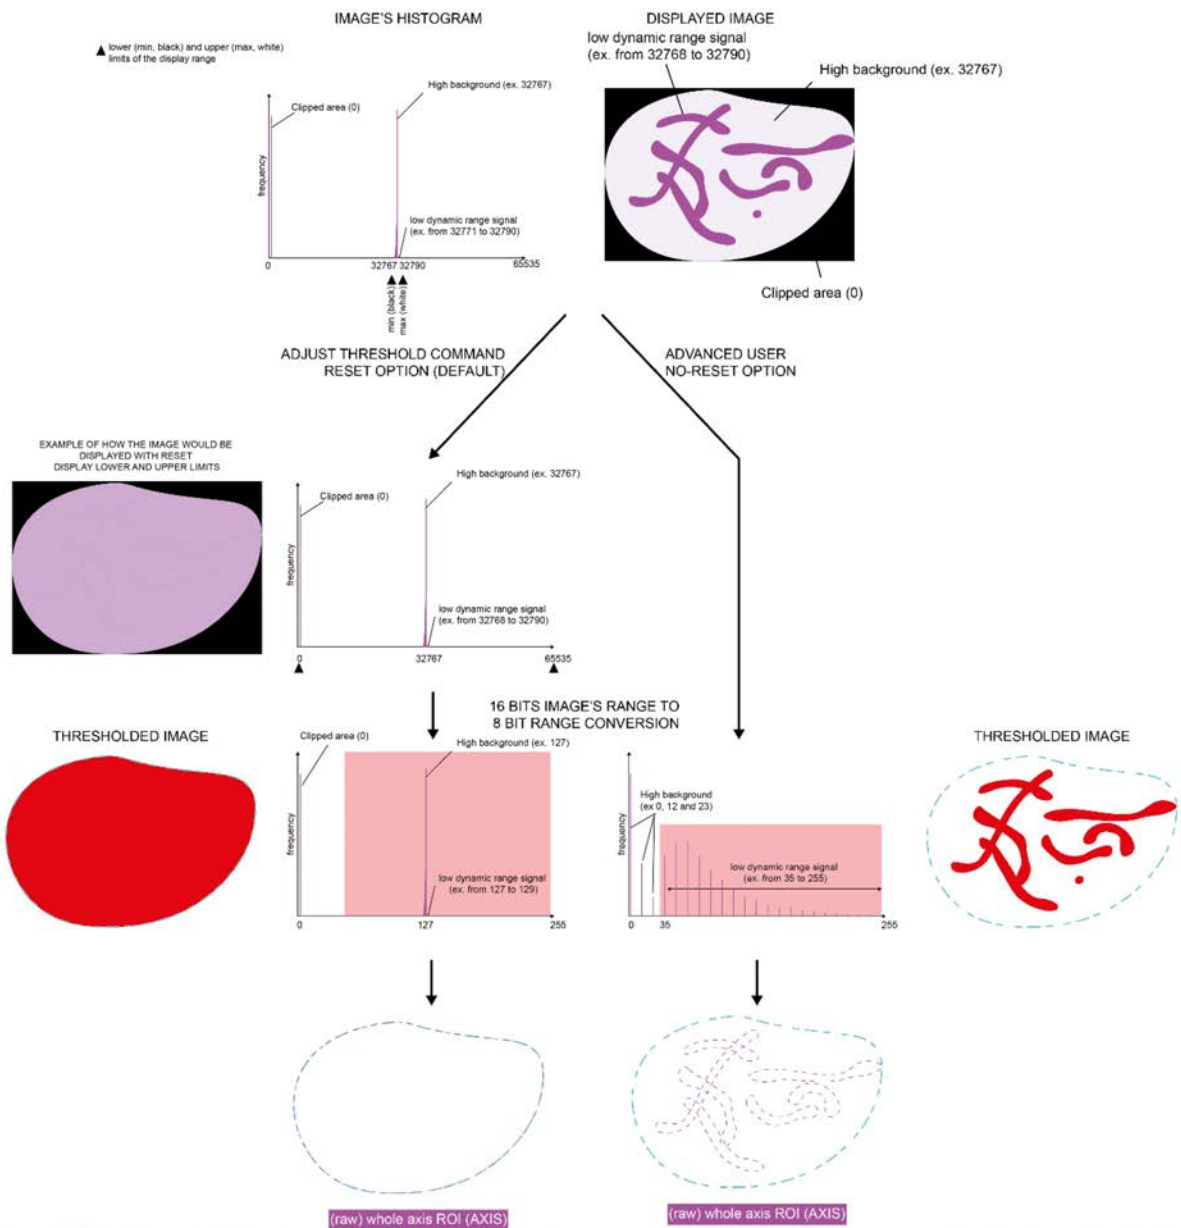 IMAGE'S HISTOGRAM
DISPLAYED IMAGE
lower (min, black) and upper (max, white)
limits of the display range
low dynamic range signal
(ex. from 32768 to 32790)
High background (ex. 32767)
High background (ex. 32767)
Clipped area (0)
frequency
low dynamic range signal
(ex. from 32771 to 32790)
0
32767
32790
65535
min (black)
max (white)
Clipped area (0)
ADJUST THRESHOLD COMMAND
RESET OPTION (DEFAULT)
ADVANCED USER
NO-RESET OPTION
EXAMPLE OF HOW THE IMAGE WOULD BE
DISPLAYED WITH RESET
DISPLAY LOWER AND UPPER LIMITS
High background (ex. 32767)
Clipped area (0)
frequency
low dynamic range signal
(ex. from 32768 to 32790)
0
32767
65535
16 BITS IMAGE'S RANGE TO
8 BIT RANGE CONVERSION
THRESHOLDED IMAGE
Clipped area (0)
High background (ex. 127)
frequency
low dynamic range signal
(ex. from 127 to 129)
0
127
255
High background
(ex 0, 12 and 23)
frequency
low dynamic range signal
(ex. from 35 to 255)
0
35
255
THRESHOLDED IMAGE
(raw) whole axis ROI (AXIS)
(raw) whole axis ROI (AXIS)